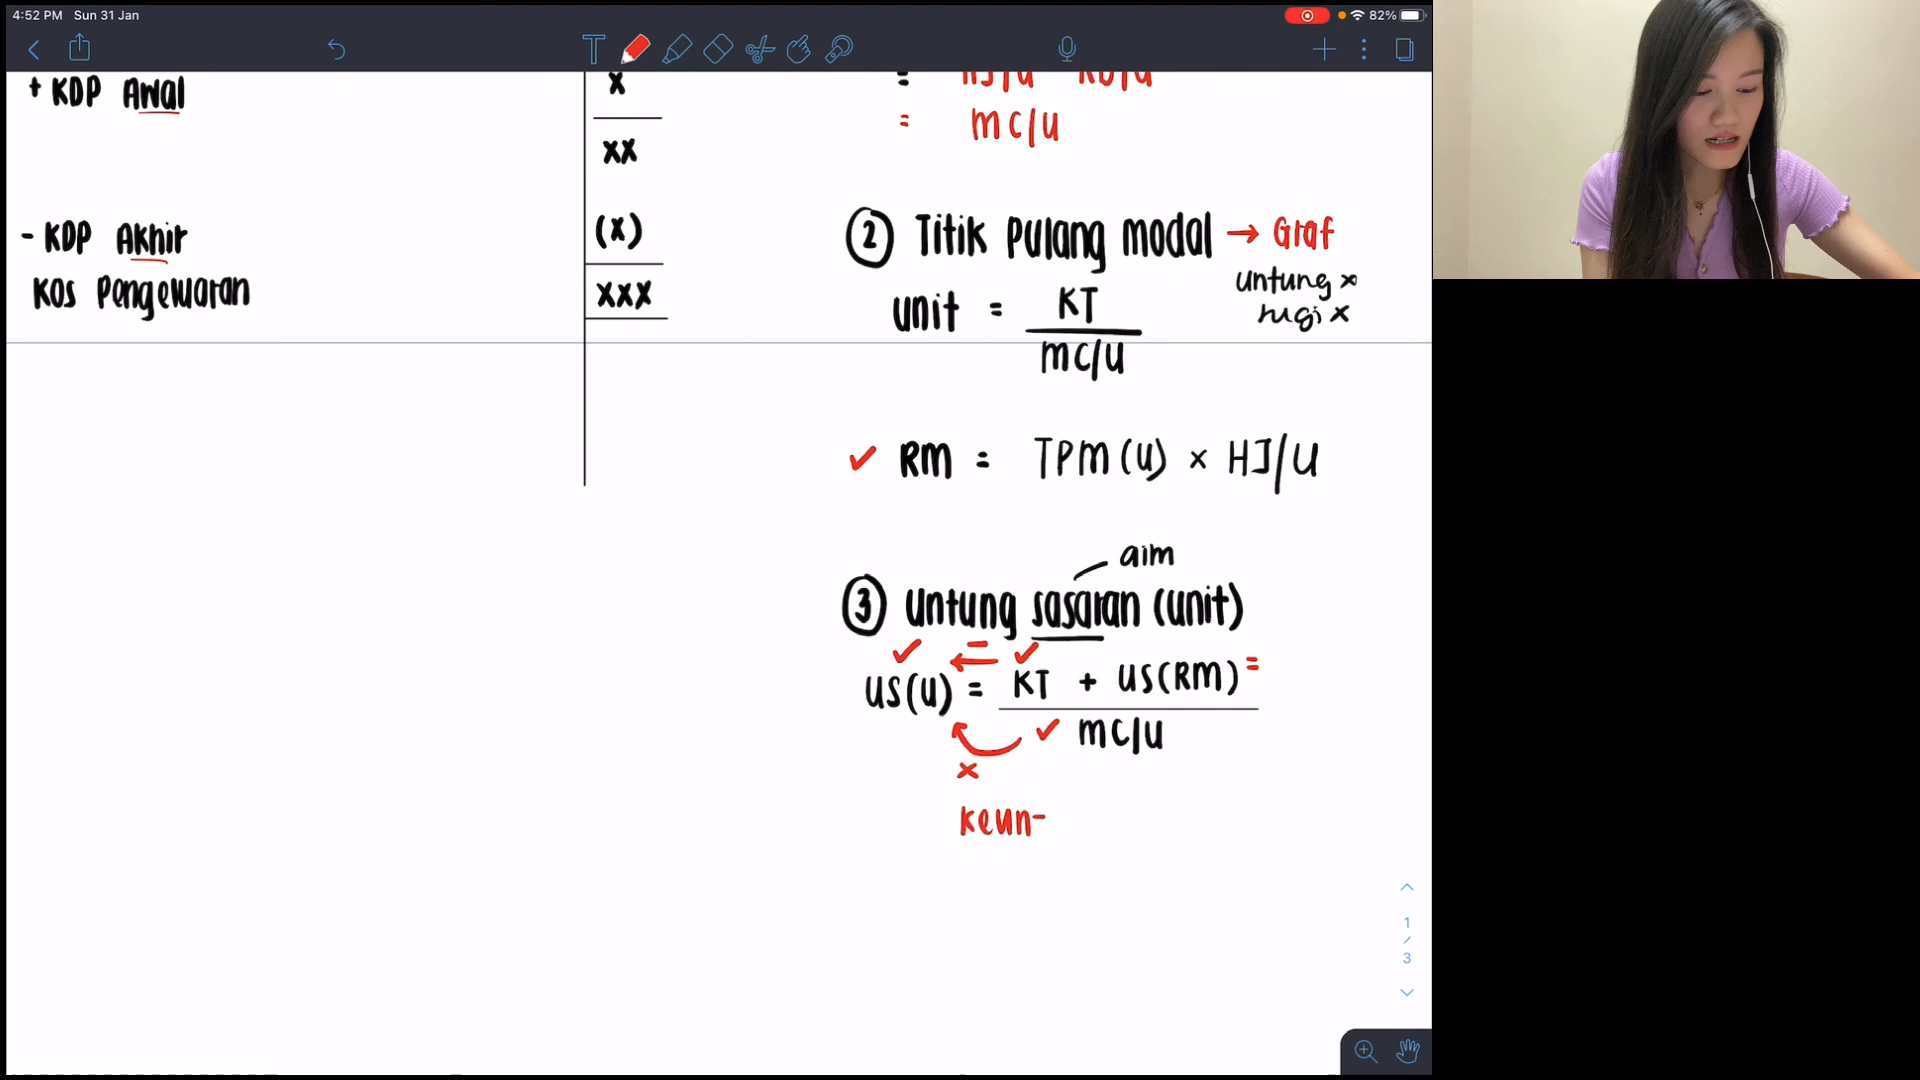 4:52 PM Sun 31 Jan
82%
+ KDP Awal
x
xx
- KDP Akhir
(x)
Kos Pengeluaran
xxx
= HJ/U KB/U
= MC/U
2 Titik Pulang Modal → Graf
untung x
rugi x
unit = KT
MC/U
✓ RM = TPM(U) x HJ/U
aim
3 Untung sasaran (unit)
✓ = ✓
US(U) = KT + US(RM) =
✓ MC/U
x
Keun-
1
/
3